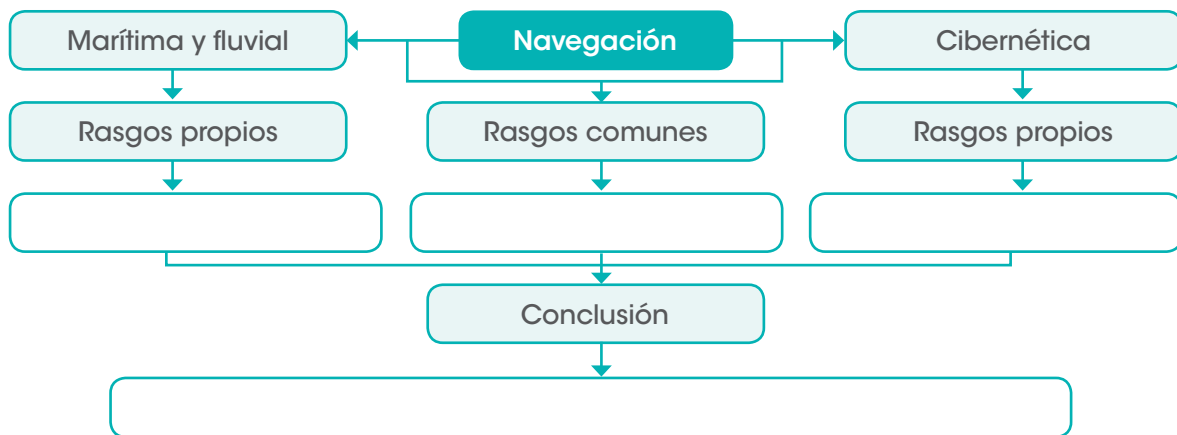 Marítima y fluvial
Navegación
Cibernética
Rasgos propios
Rasgos comunes
Rasgos propios
Conclusión